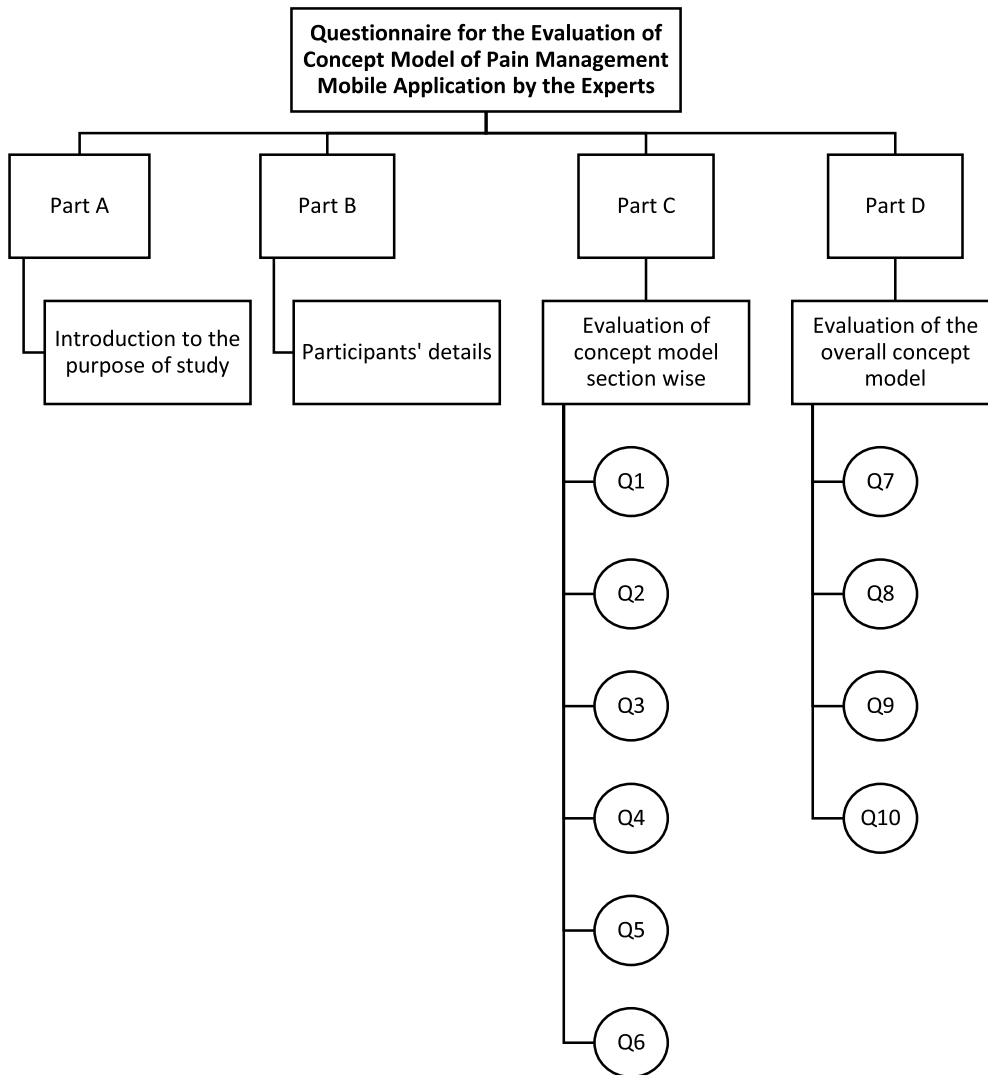 Questionnaire for the Evaluation of
Concept Model of Pain Management
Mobile Application by the Experts
Part A
Part B
Part C
Part D
Introduction to the
purpose of study
Participants' details
Evaluation of
concept model
section wise
Evaluation of the
overall concept
model
Q1
Q2
Q3
Q4
Q5
Q6
Q7
Q8
Q9
Q10